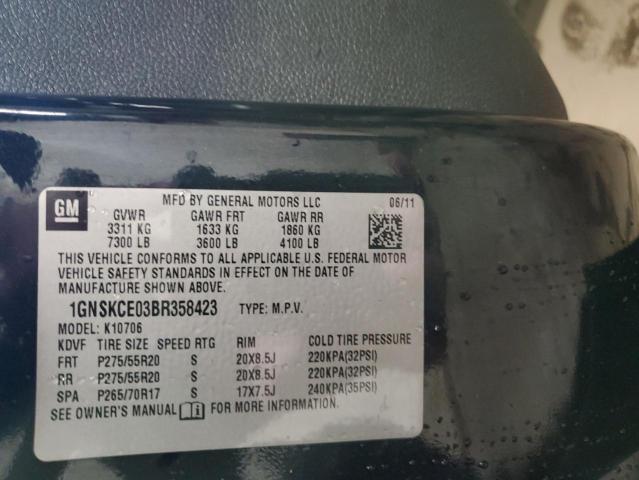 GM
MFD BY GENERAL MOTORS LLC 06/11
GVWR GAWR FRT GAWR RR
3311 KG 1633 KG 1860 KG
7300 LB 3600 LB 4100 LB
THIS VEHICLE CONFORMS TO ALL APPLICABLE U.S. FEDERAL MOTOR
VEHICLE SAFETY STANDARDS IN EFFECT ON THE DATE OF
MANUFACTURE SHOWN ABOVE.
1GNSKCE03BR358423 TYPE: M.P.V.
MODEL: K10706
KDVF TIRE SIZE SPEED RTG RIM COLD TIRE PRESSURE
FRT P275/55R20 S 20X8.5J 220KPA(32PSI)
RR P275/55R20 S 20X8.5J 220KPA(32PSI)
SPA P265/70R17 S 17X7.5J 240KPA(35PSI)
SEE OWNER'S MANUAL FOR MORE INFORMATION.